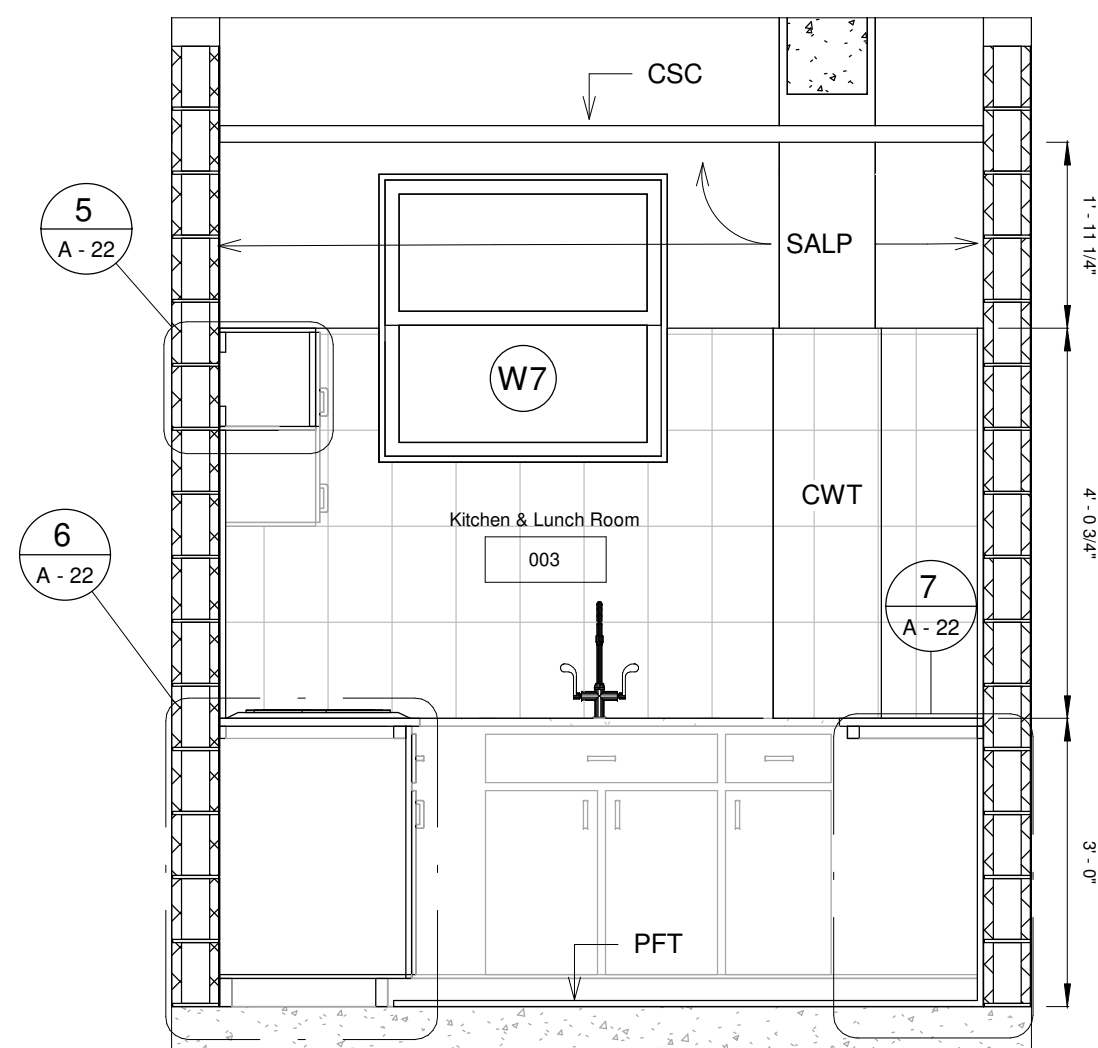 CSC
5
A - 22
SALP
1' - 11 1/4"
W7
CWT
4' - 0 3/4"
Kitchen & Lunch Room
003
6
A - 22
7
A - 22
3' - 0"
PFT